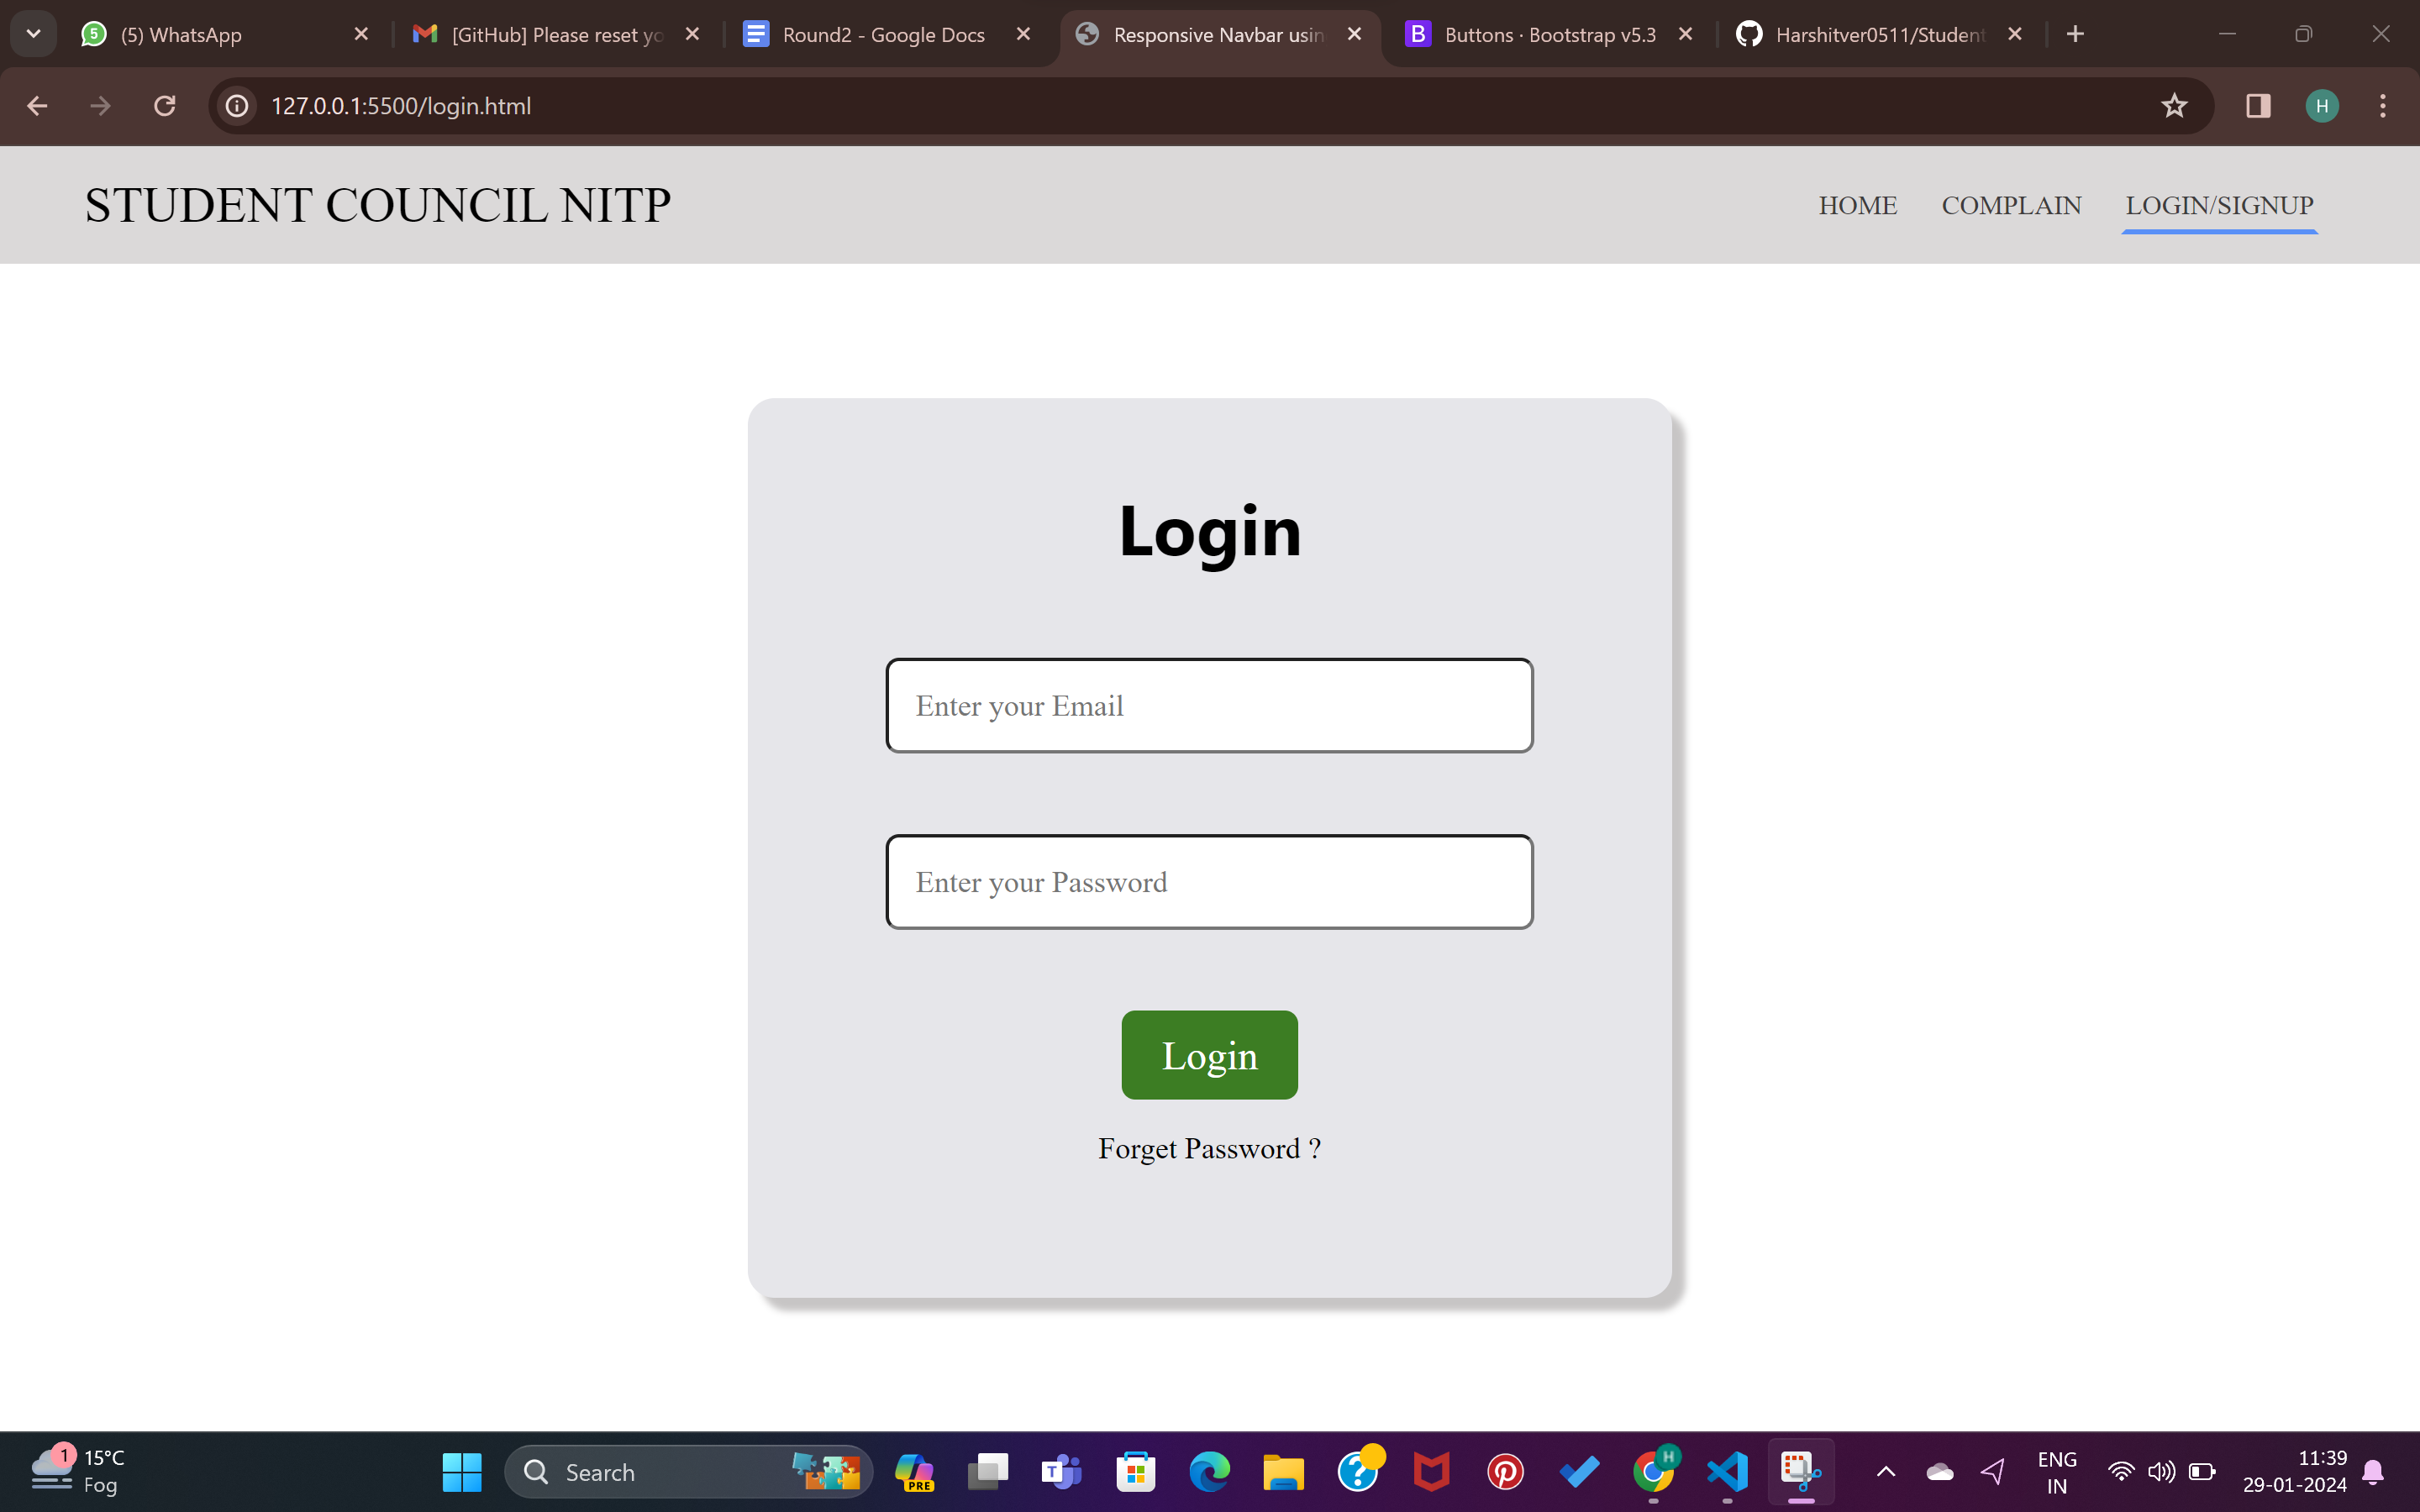 5 (5) WhatsApp
[GitHub] Please reset yo
Round2 - Google Docs
Responsive Navbar usin
B Buttons · Bootstrap v5.3
Harshitver0511/Student
127.0.0.1:5500/login.html
H
STUDENT COUNCIL NITP
HOME COMPLAIN LOGIN/SIGNUP
Login
Enter your Email
Enter your Password
Login
Forget Password ?
1 15°C
Fog
Search
PRE
T
?
H
ENG
IN
11:39
29-01-2024